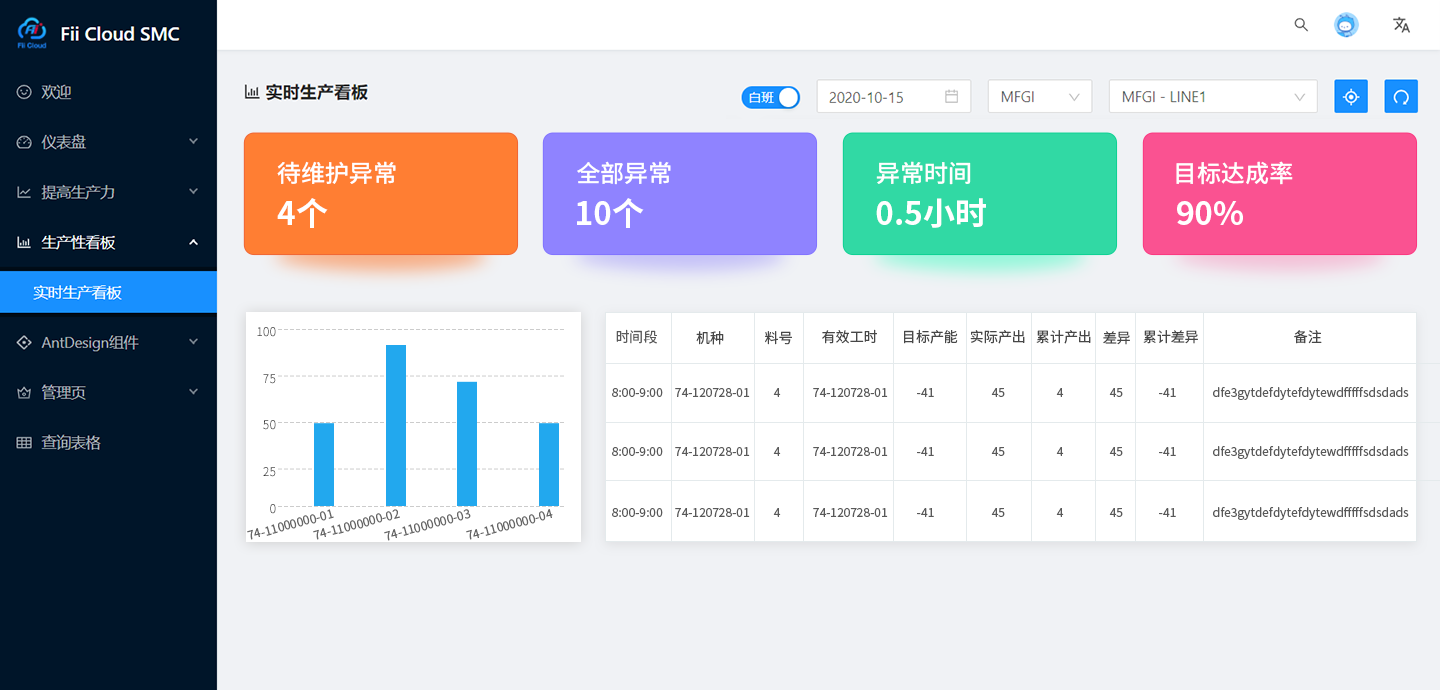 Fii Cloud
Fii Cloud SMC
欢迎
仪表盘
提高生产力
生产性看板
实时生产看板
AntDesign组件
管理页
查询表格
实时生产看板
白班
2020-10-15
MFGI
MFGI - LINE1
待维护异常
4个
全部异常
10个
异常时间
0.5小时
目标达成率
90%
100
75
50
25
0
74-11000000-01
74-11000000-02
74-11000000-03
74-11000000-04
时间段 机种 料号 有效工时 目标产能 实际产出 累计产出 差异 累计差异 备注
8:00-9:00 74-120728-01 4 74-120728-01 -41 45 4 45 -41 dfe3gytdefdytefdytewdfffffsdsdads
8:00-9:00 74-120728-01 4 74-120728-01 -41 45 4 45 -41 dfe3gytdefdytefdytewdfffffsdsdads
8:00-9:00 74-120728-01 4 74-120728-01 -41 45 4 45 -41 dfe3gytdefdytefdytewdfffffsdsdads